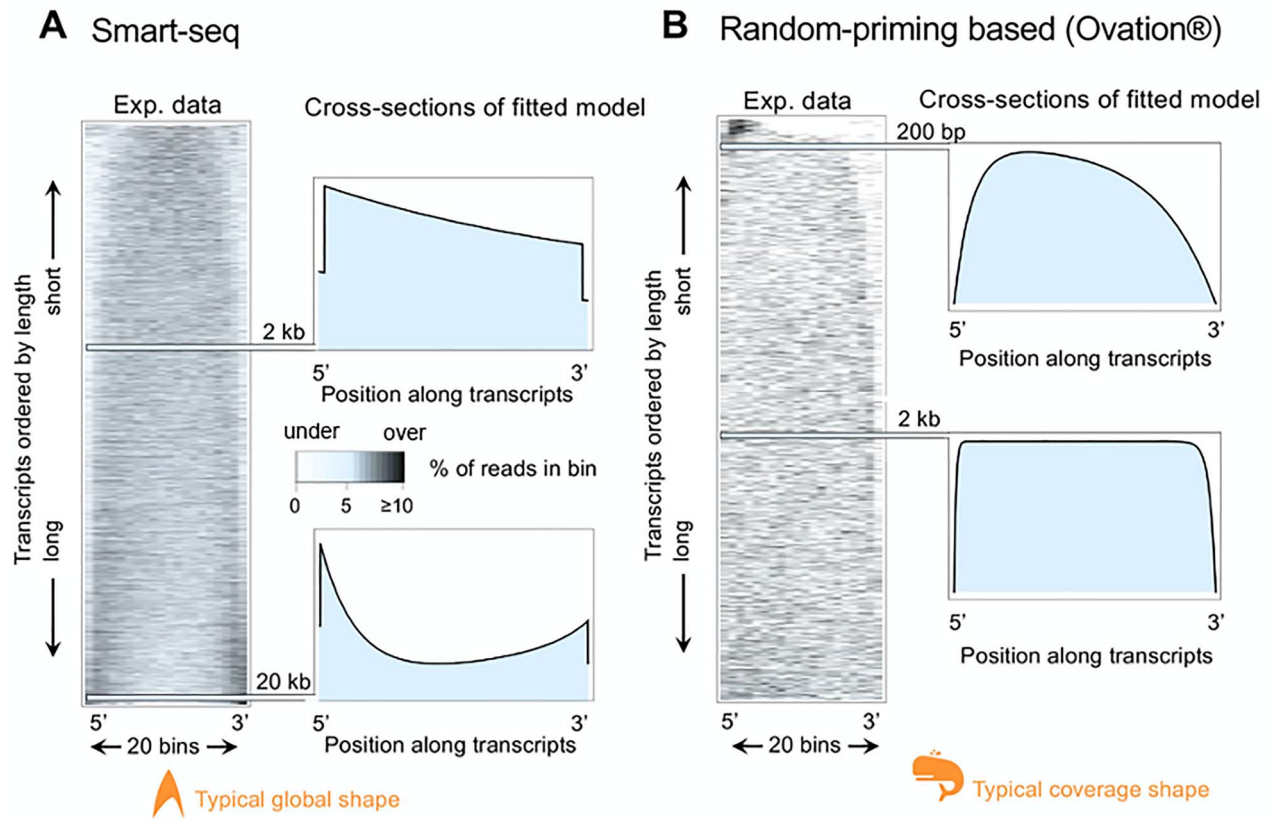 A Smart-seq
Exp. data
Cross-sections of fitted model
Transcripts ordered by length
short
long
2 kb
5' 3'
Position along transcripts
under over
% of reads in bin
0 5 ≥10
20 kb
5' 3'
Position along transcripts
5' 3'
20 bins
Typical global shape
B Random-priming based (Ovation®)
Exp. data
Cross-sections of fitted model
Transcripts ordered by length
short
long
200 bp
5' 3'
Position along transcripts
2 kb
5' 3'
Position along transcripts
5' 3'
20 bins
Typical coverage shape